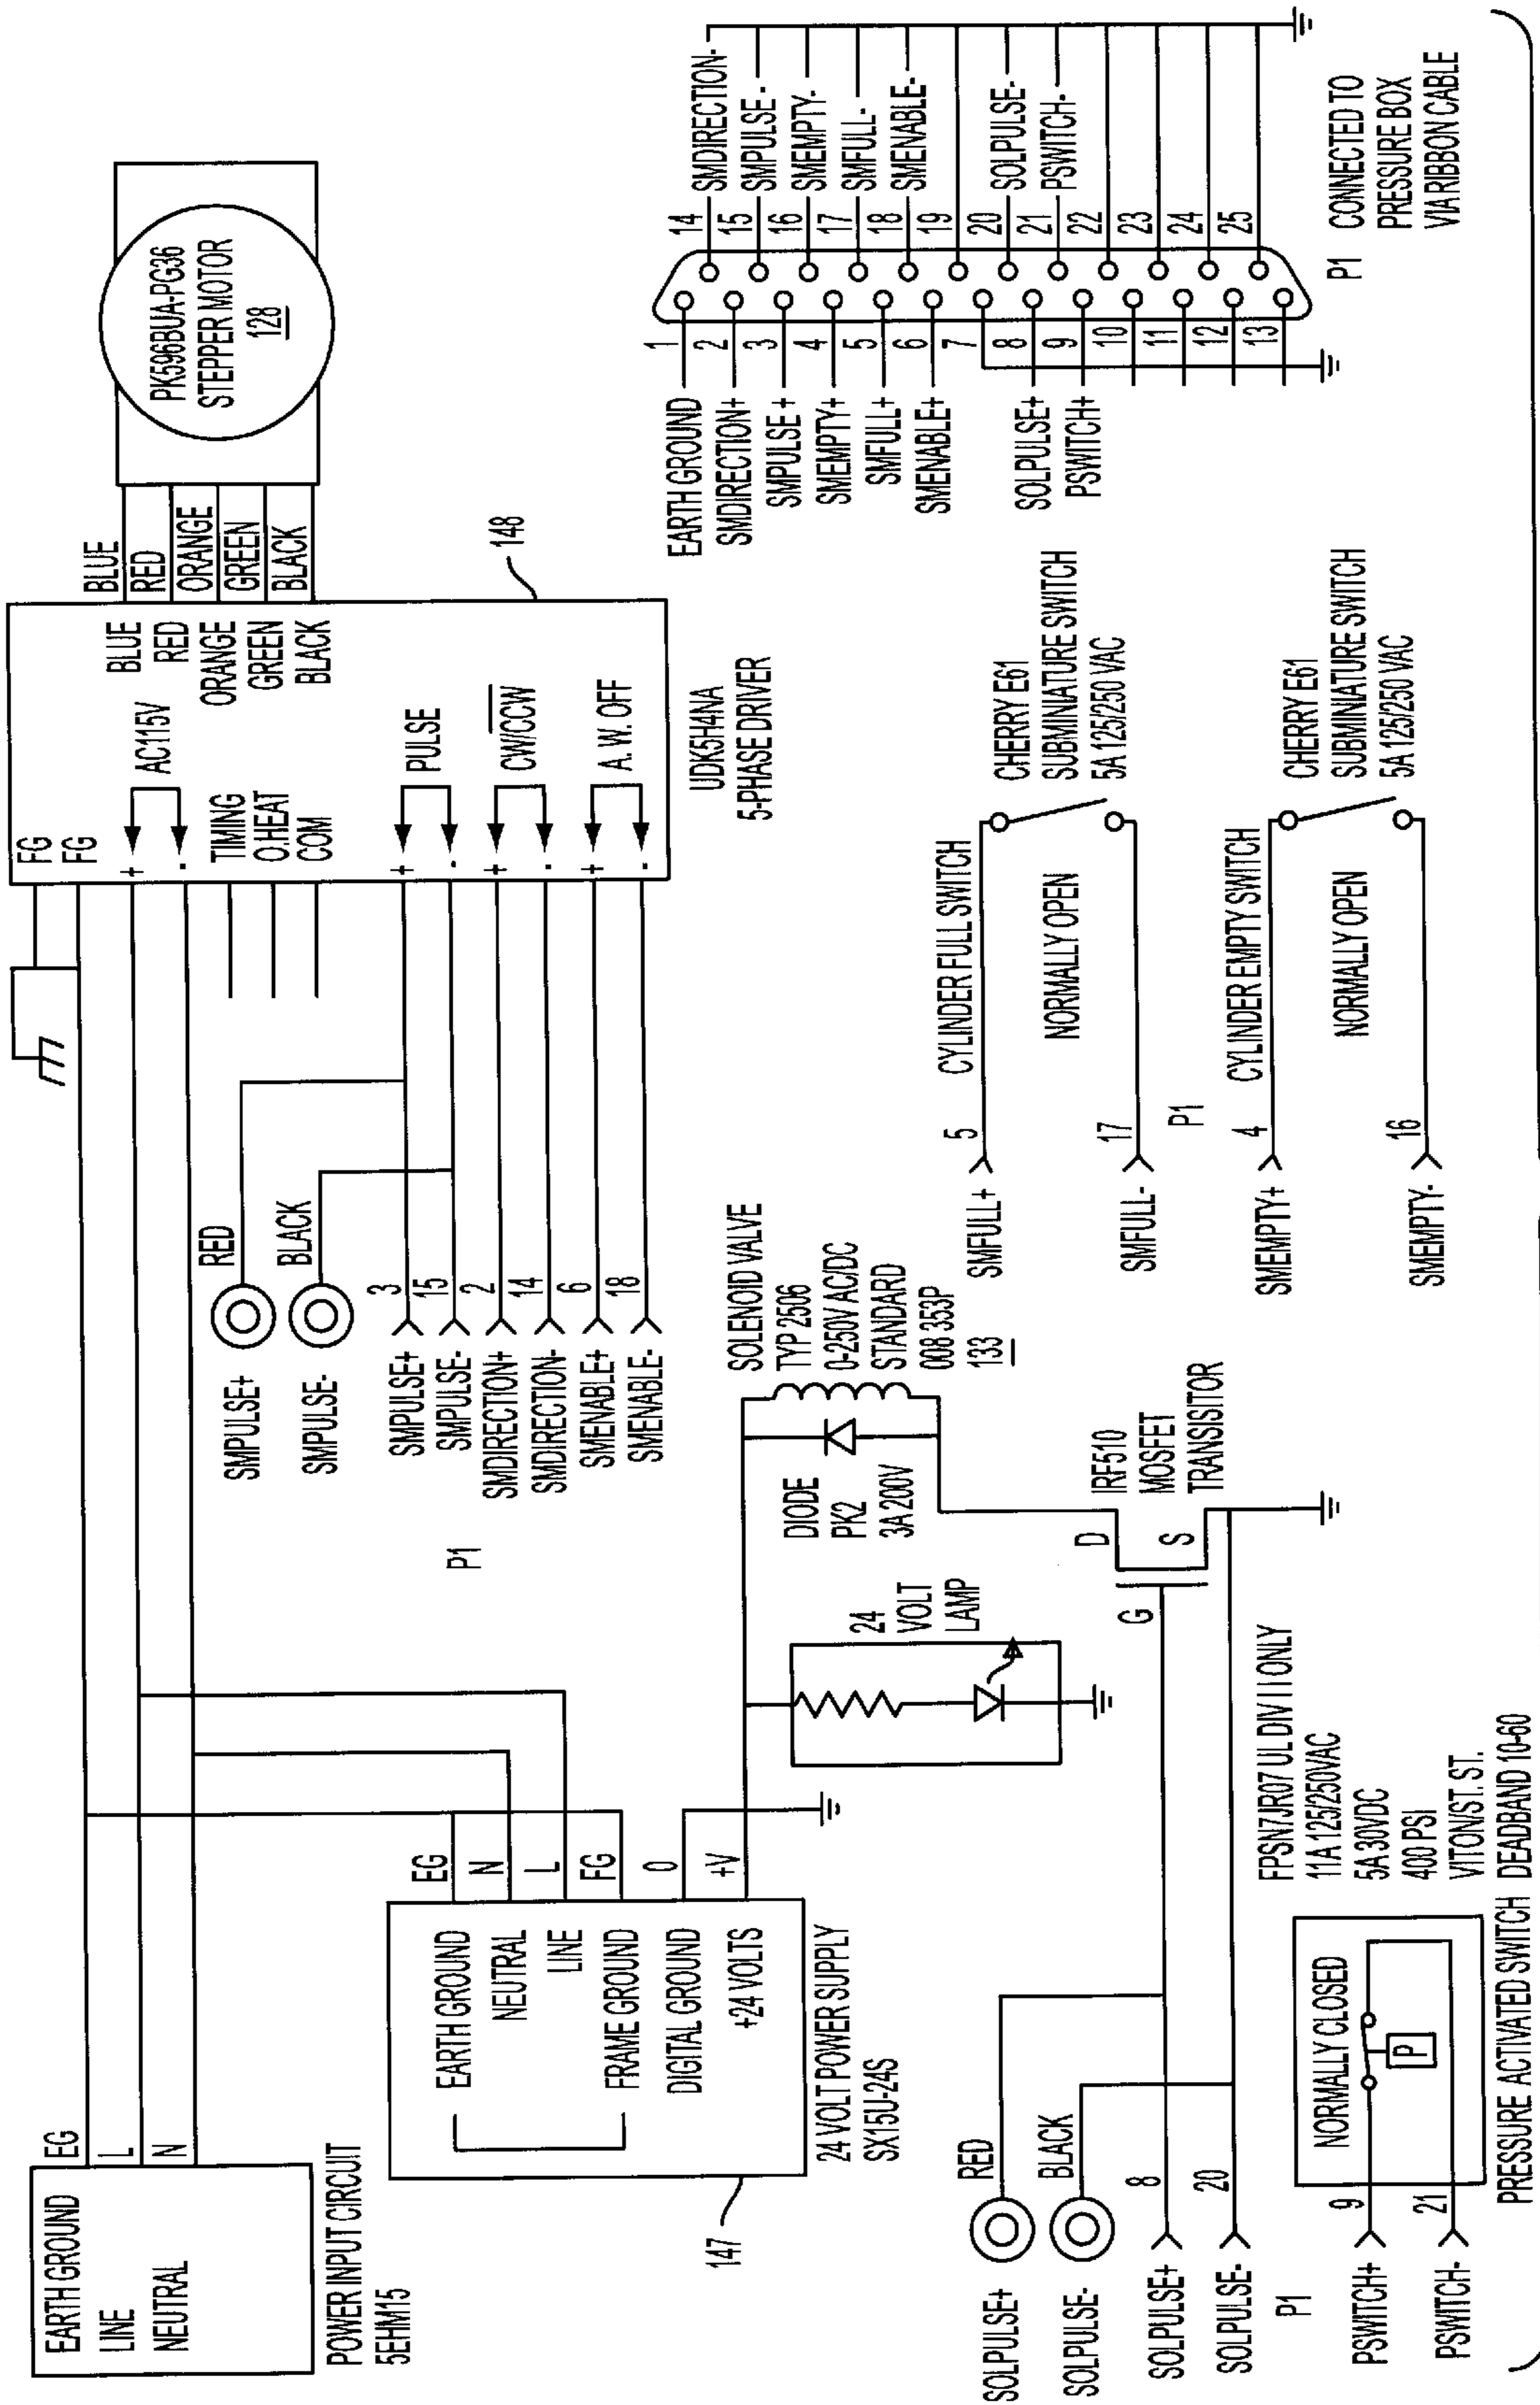 EARTH GROUND
LINE
NEUTRAL
EG
L
N
POWER INPUT CIRCUIT
5EHM15
FG
FG
+
-
AC115V
TIMING
O.HEAT
COM
BLUE
RED
ORANGE
GREEN
BLACK
BLUE
RED
ORANGE
GREEN
BLACK
PK596BUA-PG36
STEPPER MOTOR
128
+
-
PULSE
+
-
CW/CCW
+
-
A. W. OFF
148
UDK5H4NA
5-PHASE DRIVER
SMPULSE+
RED
SMPULSE-
BLACK
SMPULSE+ 3
SMPULSE- 15
SMDIRECTION+ 2
SMDIRECTION- 14
SMENABLE+ 6
SMENABLE- 18
P1
EARTH GROUND
NEUTRAL
LINE
FRAME GROUND
DIGITAL GROUND
+24 VOLTS
EG
N
L
FG
0
+V
24 VOLT POWER SUPPLY
SX15U-24S
147
24
VOLT
LAMP
DIODE
PK2
3A 200V
SOLENOID VALVE
TYP 2506
0-250V AC/DC
STANDARD
008 353P
133
IRF510
MOSFET
TRANSISTOR
D
S
G
SOLPULSE+
RED
SOLPULSE-
BLACK
SOLPULSE+ 8
SOLPULSE- 20
P1
PSWITCH+ 9
PSWITCH- 21
NORMALLY CLOSED
P
FPSN7JR07 UL DIV I I ONLY
11A 125/250VAC
5A 30VDC
400 PSI
VITON/ST. ST.
PRESSURE ACTIVATED SWITCH DEADBAND 10-60
SMFULL+ 5
CYLINDER FULL SWITCH
SMFULL- 17
NORMALLY OPEN
CHERRY E61
SUBMINATURE SWITCH
5A 125/250 VAC
P1
SMEMPTY+ 4
CYLINDER EMPTY SWITCH
SMEMPTY- 16
NORMALLY OPEN
CHERRY E61
SUBMINATURE SWITCH
5A 125/250 VAC
EARTH GROUND 1
SMDIRECTION+ 2
SMPULSE + 3
SMEMPTY+ 4
SMFULL+ 5
SMENABLE+ 6
7
SOLPULSE+ 8
PSWITCH+ 9
10
11
12
13
14 SMDIRECTION-
15 SMPULSE -
16 SMEMPTY-
17 SMFULL-
18 SMENABLE-
19
20 SOLPULSE-
21 PSWITCH-
22
23
24
25
P1
CONNECTED TO
PRESSURE BOX
VIA RIBBON CABLE